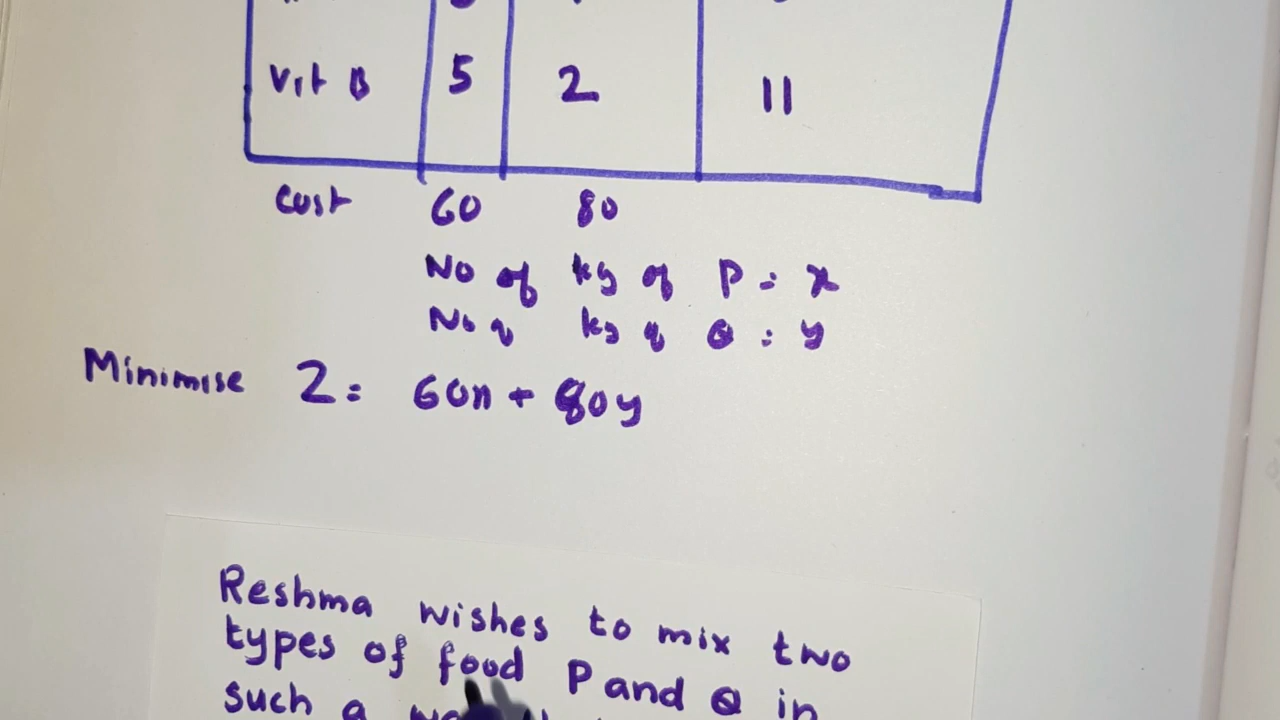 Vit B 5 2 11
Cost 60 80
No of kg of P = x
No of kg of Q : y
Minimise Z = 60x + 80y
Reshma wishes to mix two
types of food P and Q in
such a